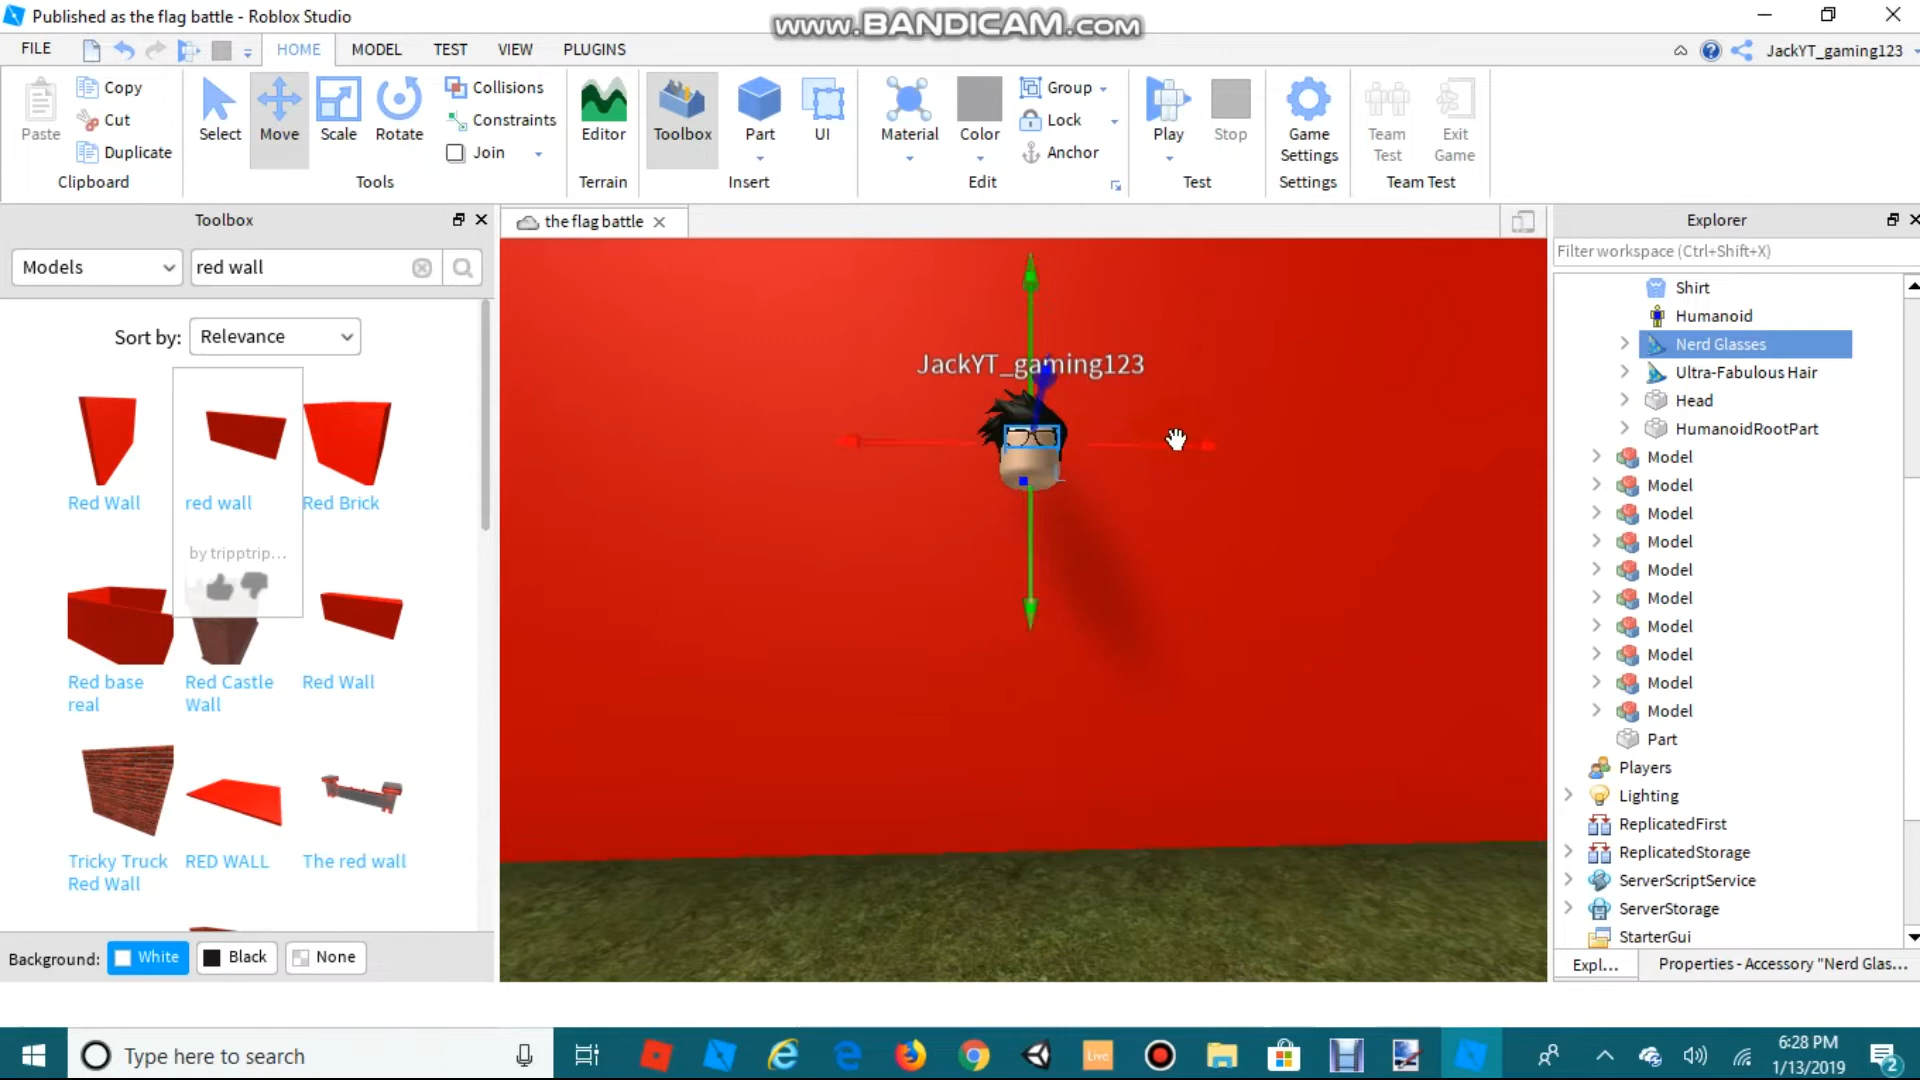 Published as the flag battle - Roblox Studio
www.BANDICAM.com
FILE
HOME
MODEL
TEST
VIEW
PLUGINS
JackYT_gaming123
Paste
Copy
Cut
Duplicate
Clipboard
Select
Move
Scale
Rotate
Collisions
Constraints
Join
Tools
Editor
Terrain
Toolbox
Part
UI
Insert
Material
Color
Group
Lock
Anchor
Edit
Play
Stop
Test
Game
Settings
Settings
Team
Test
Exit
Game
Team Test
Toolbox
Models
red wall
Sort by:
Relevance
Red Wall
red wall
Red Brick
by tripptrip...
Red base
real
Red Castle
Wall
Red Wall
Tricky Truck
Red Wall
RED WALL
The red wall
Background:
White
Black
None
the flag battle
JackYT_gaming123
Explorer
Filter workspace (Ctrl+Shift+X)
Shirt
Humanoid
Nerd Glasses
Ultra-Fabulous Hair
Head
HumanoidRootPart
Model
Model
Model
Model
Model
Model
Model
Model
Model
Model
Part
Players
Lighting
ReplicatedFirst
ReplicatedStorage
ServerScriptService
ServerStorage
StarterGui
Expl...
Properties - Accessory "Nerd Glas...
Type here to search
Live
6:28 PM
1/13/2019
2